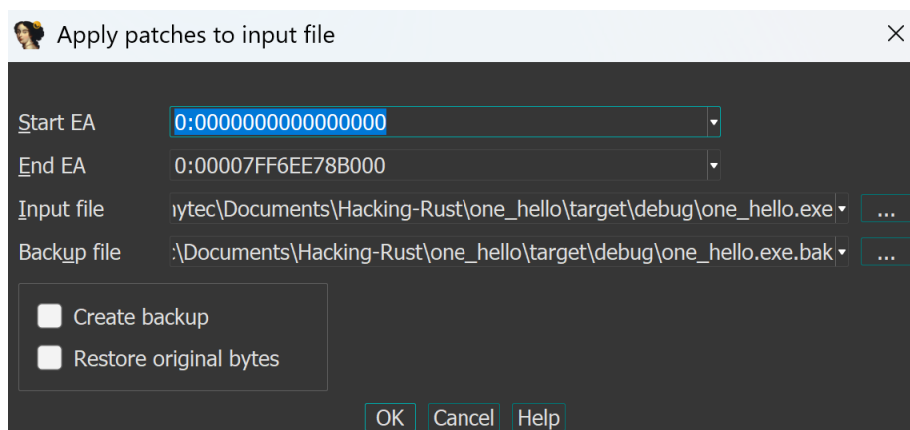 Apply patches to input file
Start EA 0:0000000000000000
End EA 0:00007FF6EE78B000
Input file ytec\Documents\Hacking-Rust\one_hello\target\debug\one_hello.exe ...
Backup file :\Documents\Hacking-Rust\one_hello\target\debug\one_hello.exe.bak ...
Create backup
Restore original bytes
OK Cancel Help